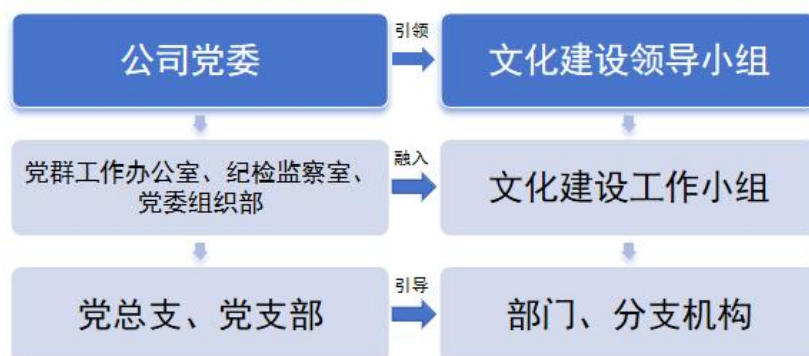 公司党委
引领
文化建设领导小组
党群工作办公室、纪检监察室、
党委组织部
融入
文化建设工作小组
党总支、党支部
引导
部门、分支机构